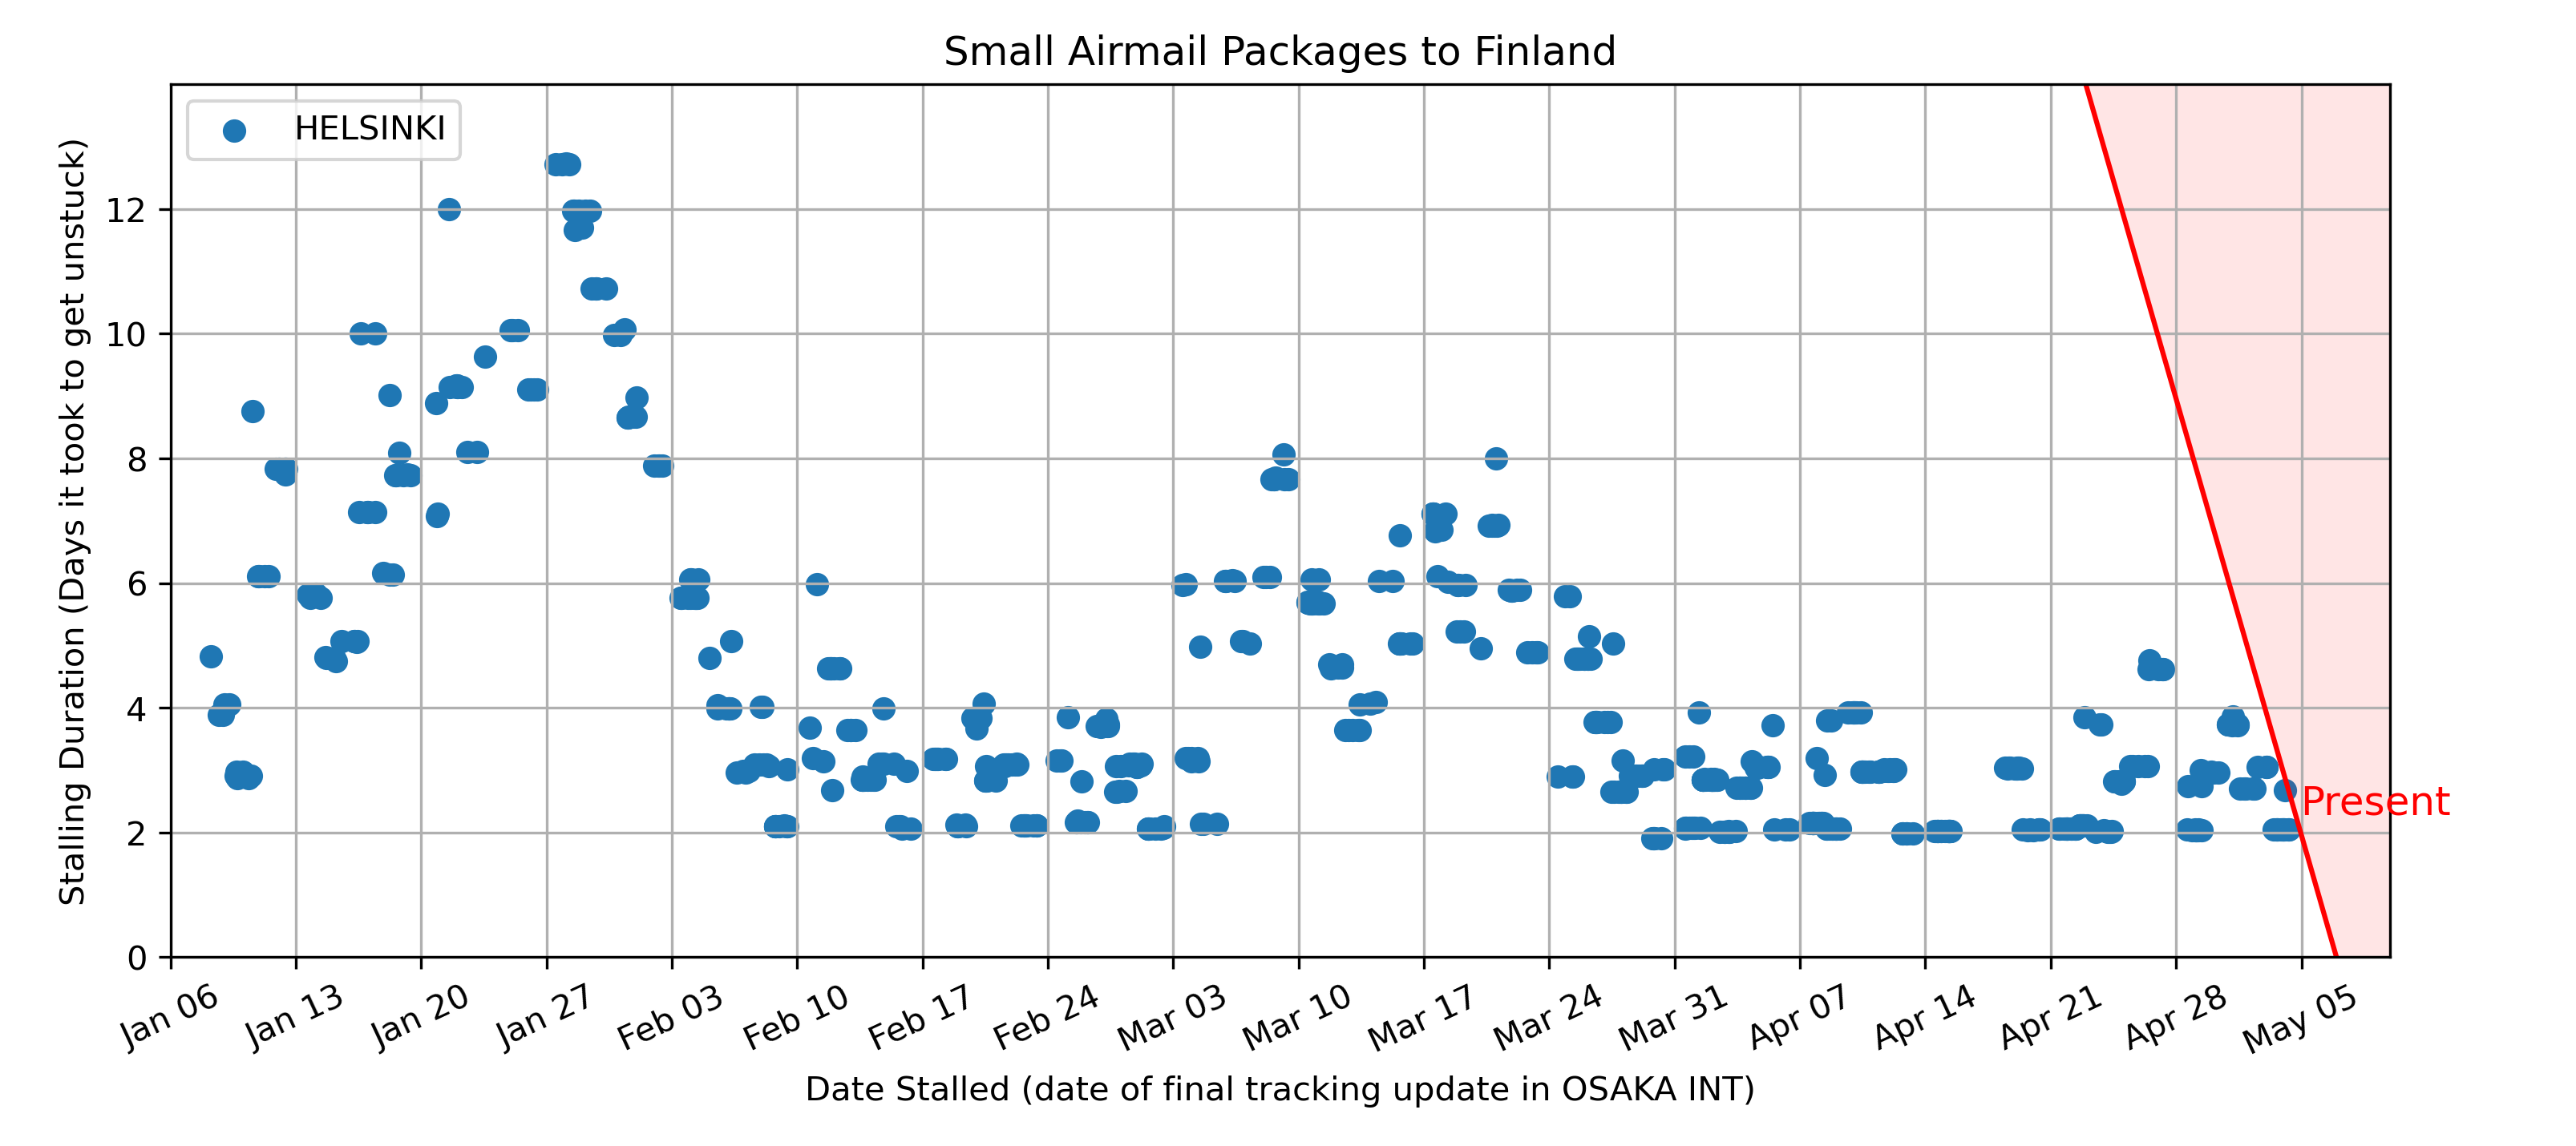 Small Airmail Packages to Finland
HELSINKI
Stalling Duration (Days it took to get unstuck)
12
10
8
6
4
2
0
Present
Jan 06
Jan 13
Jan 20
Jan 27
Feb 03
Feb 10
Feb 17
Feb 24
Mar 03
Mar 10
Mar 17
Mar 24
Mar 31
Apr 07
Apr 14
Apr 21
Apr 28
May 05
Date Stalled (date of final tracking update in OSAKA INT)